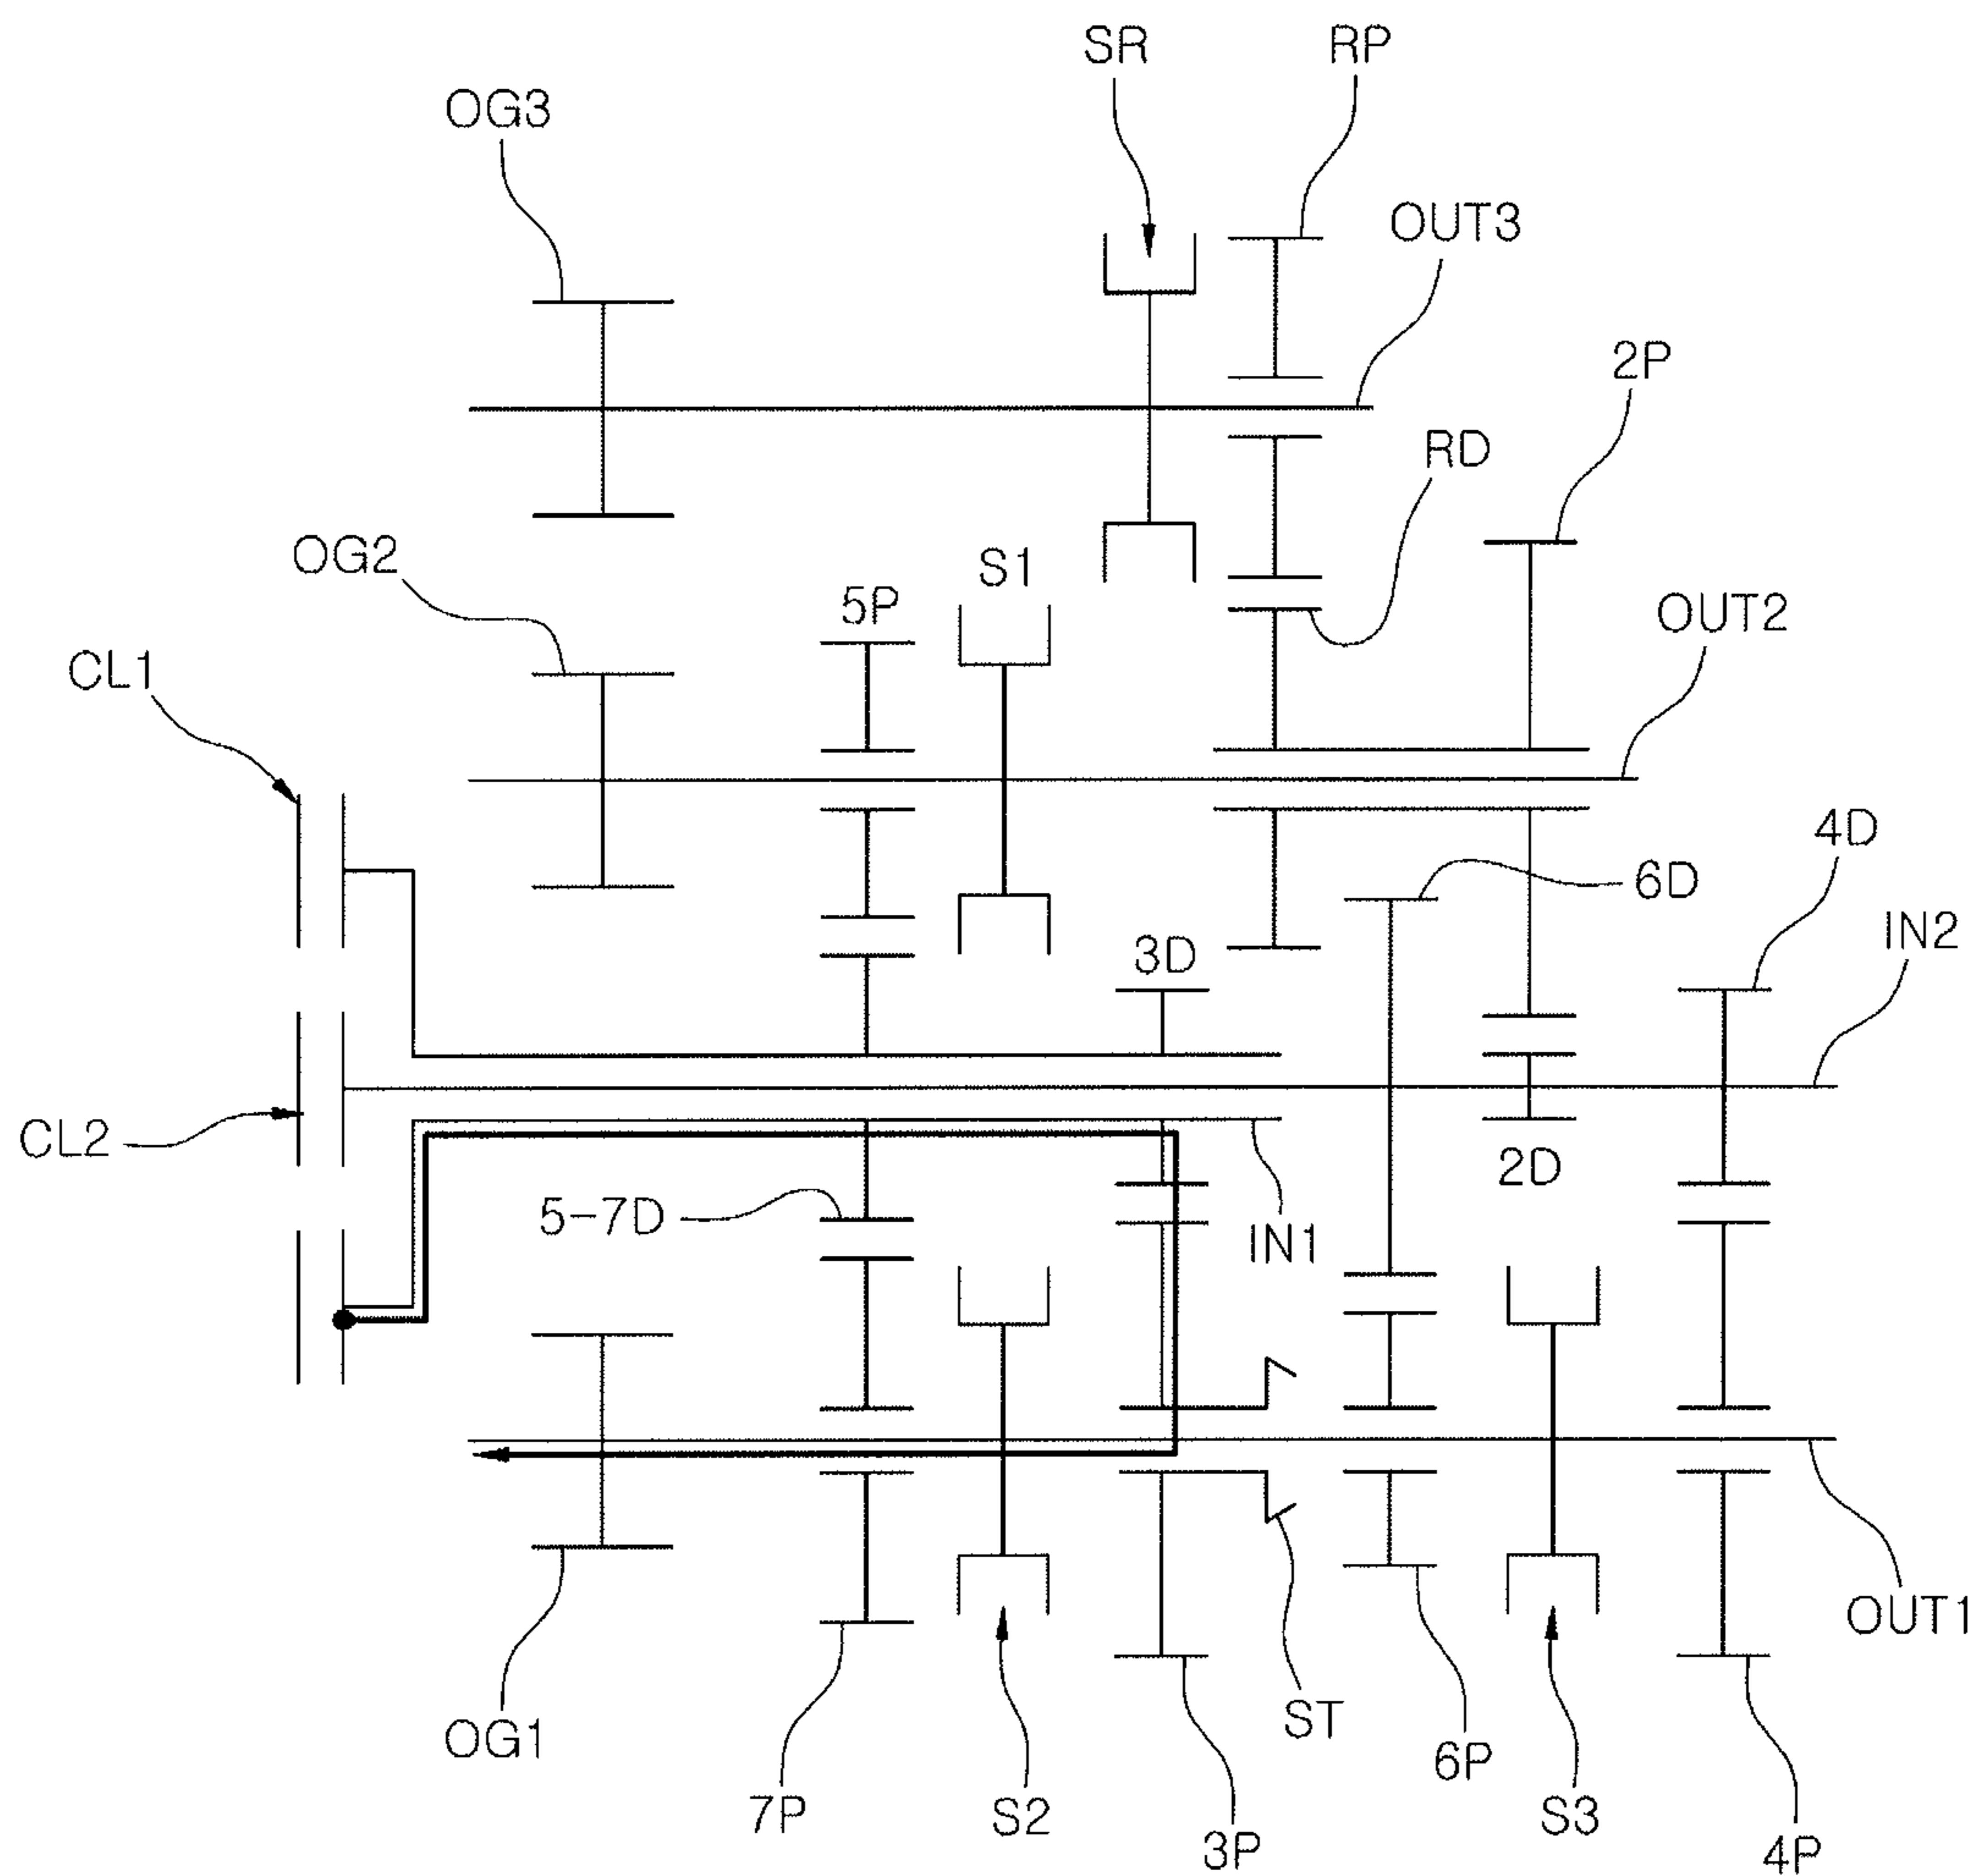 SR
RP
OG3
OUT3
2P
RD
OG2
S1
5P
OUT2
CL1
4D
6D
IN2
3D
CL2
2D
5-7D
IN1
OUT1
ST
OG1
6P
7P
S2
S3
3P
4P